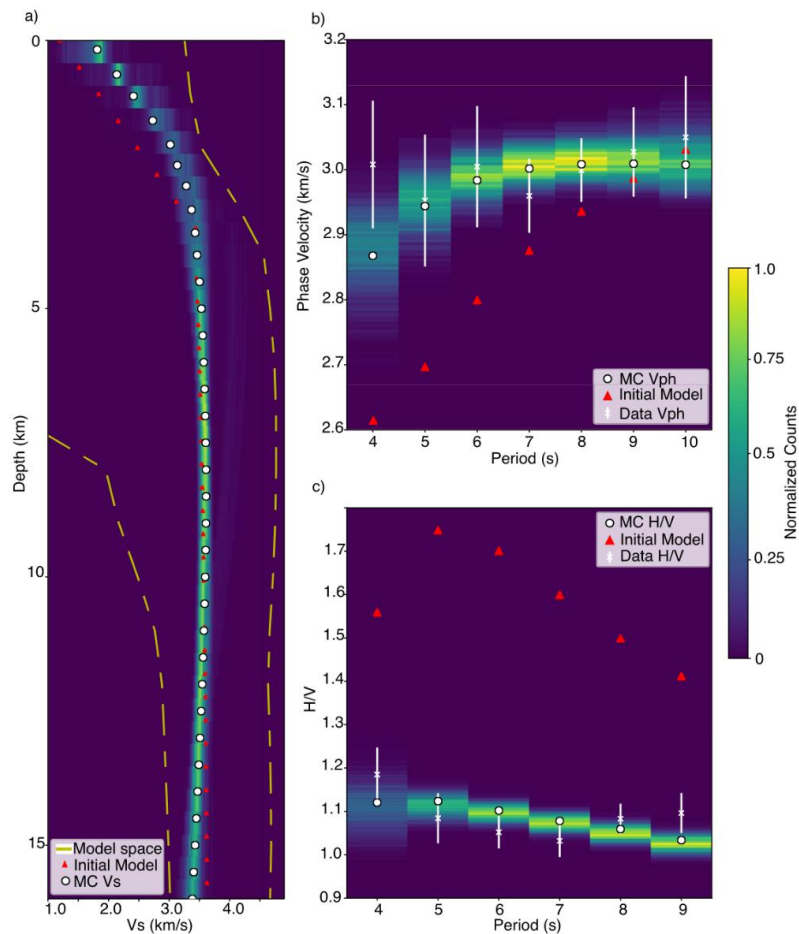 a)
0
5
10
15
Depth (km)
Model space
Initial Model
MC Vs
1.0 2.0 3.0 4.0
Vs (km/s)
b)
3.2
3.1
3.0
2.9
2.8
2.7
2.6
Phase Velocity (km/s)
MC Vph
Initial Model
Data Vph
4 5 6 7 8 9 10
Period (s)
c)
1.7
1.6
1.5
1.4
1.3
1.2
1.1
1.0
0.9
H/V
MC H/V
Initial Model
Data H/V
4 5 6 7 8 9
Period (s)
1.0
0.75
0.5
0.25
0
Normalized Counts